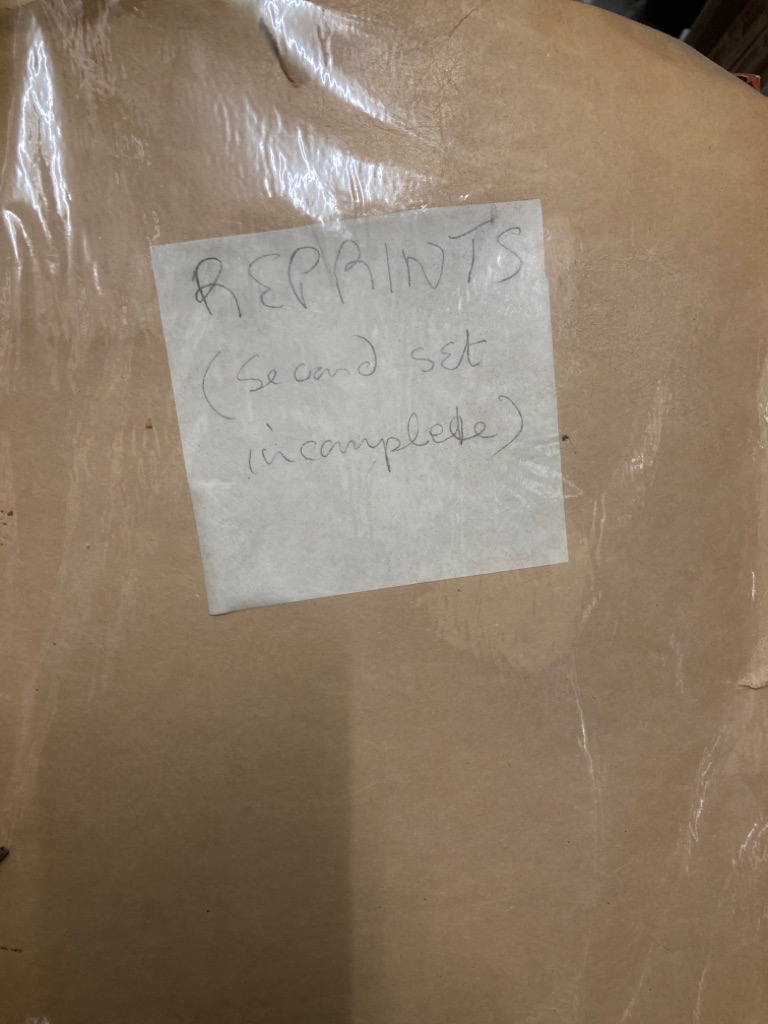 REPRINTS
(Second set
incomplete)